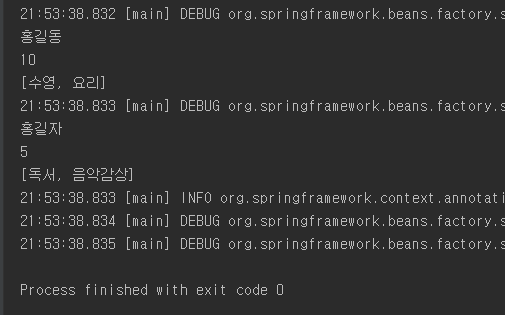 21:53:38.832 [main] DEBUG org.springframework.beans.factory.s
홍길동
10
[수영, 요리]
21:53:38.833 [main] DEBUG org.springframework.beans.factory.s
홍길자
5
[독서, 음악감상]
21:53:38.833 [main] INFO org.springframework.context.annotati
21:53:38.834 [main] DEBUG org.springframework.beans.factory.s
21:53:38.835 [main] DEBUG org.springframework.beans.factory.s
Process finished with exit code 0